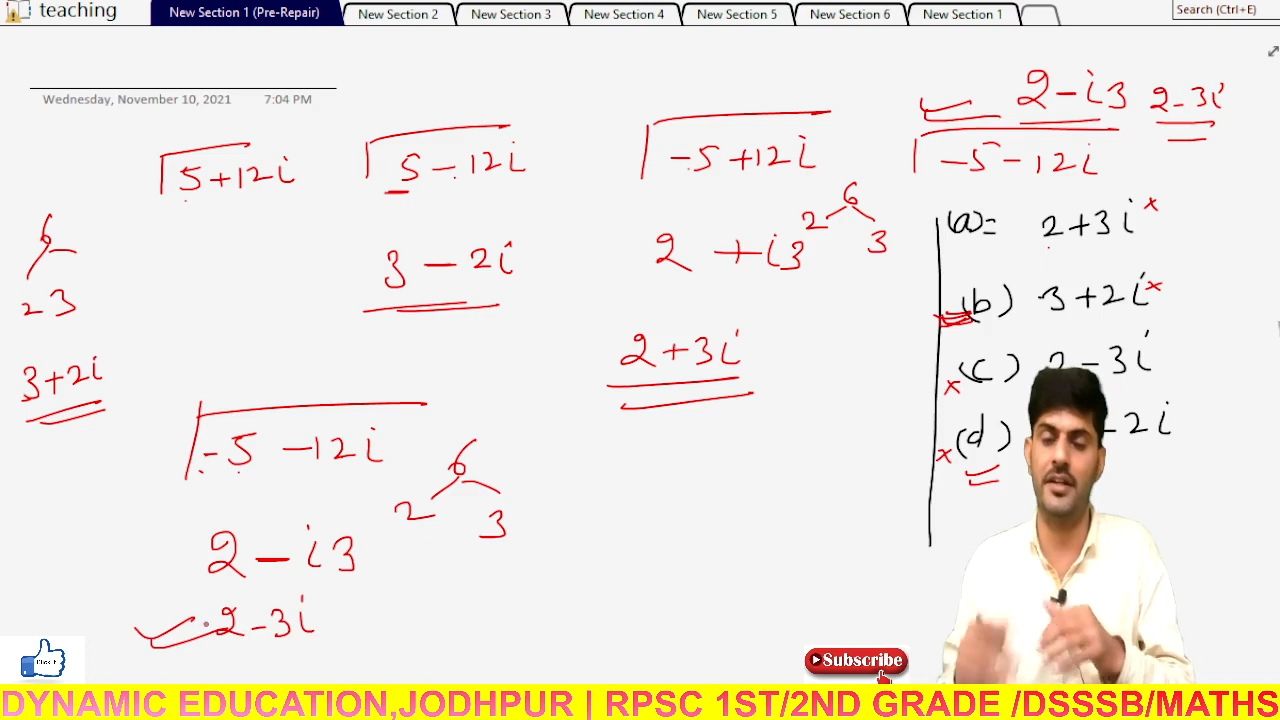 teaching
New Section 1 (Pre-Repair) New Section 2 New Section 3 New Section 4 New Section 5 New Section 6 New Section 1
Search (Ctrl+E)
Wednesday, November 10, 2021 7:04 PM
2-i3 2-3i
√5+12i √5-12i √-5+12i √-5-12i
6
2 3
3+2i
3-2i
6
2 3
2+i3
2+3i
(a)= 2+3i ×
(b) 3+2i ×
× (c) 2-3i
× (d) -2i
√-5-12i
6
2 3
2-i3
2-3i
Subscribe
DYNAMIC EDUCATION,JODHPUR | RPSC 1ST/2ND GRADE /DSSSB/MATHS